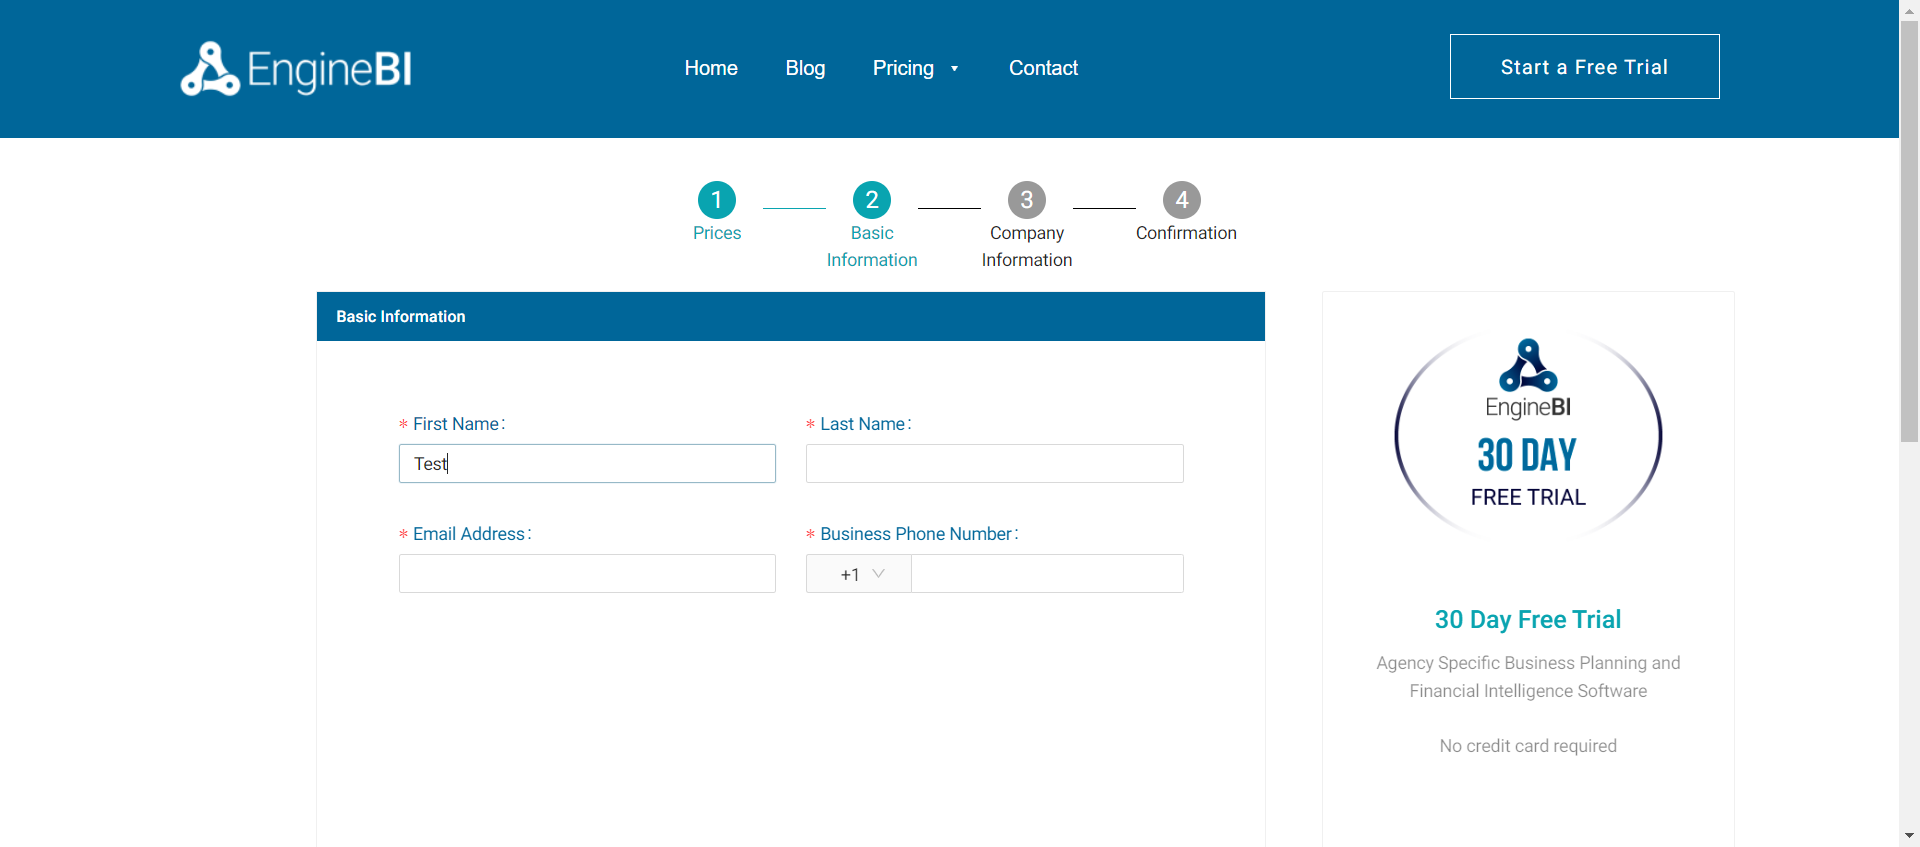 EngineBI
Home Blog Pricing Contact
Start a Free Trial
1 2 3 4
Prices Basic Information Company Information Confirmation
Basic Information
* First Name: * Last Name:
Test
* Email Address: * Business Phone Number:
+1
EngineBI
30 DAY
FREE TRIAL
30 Day Free Trial
Agency Specific Business Planning and
Financial Intelligence Software
No credit card required